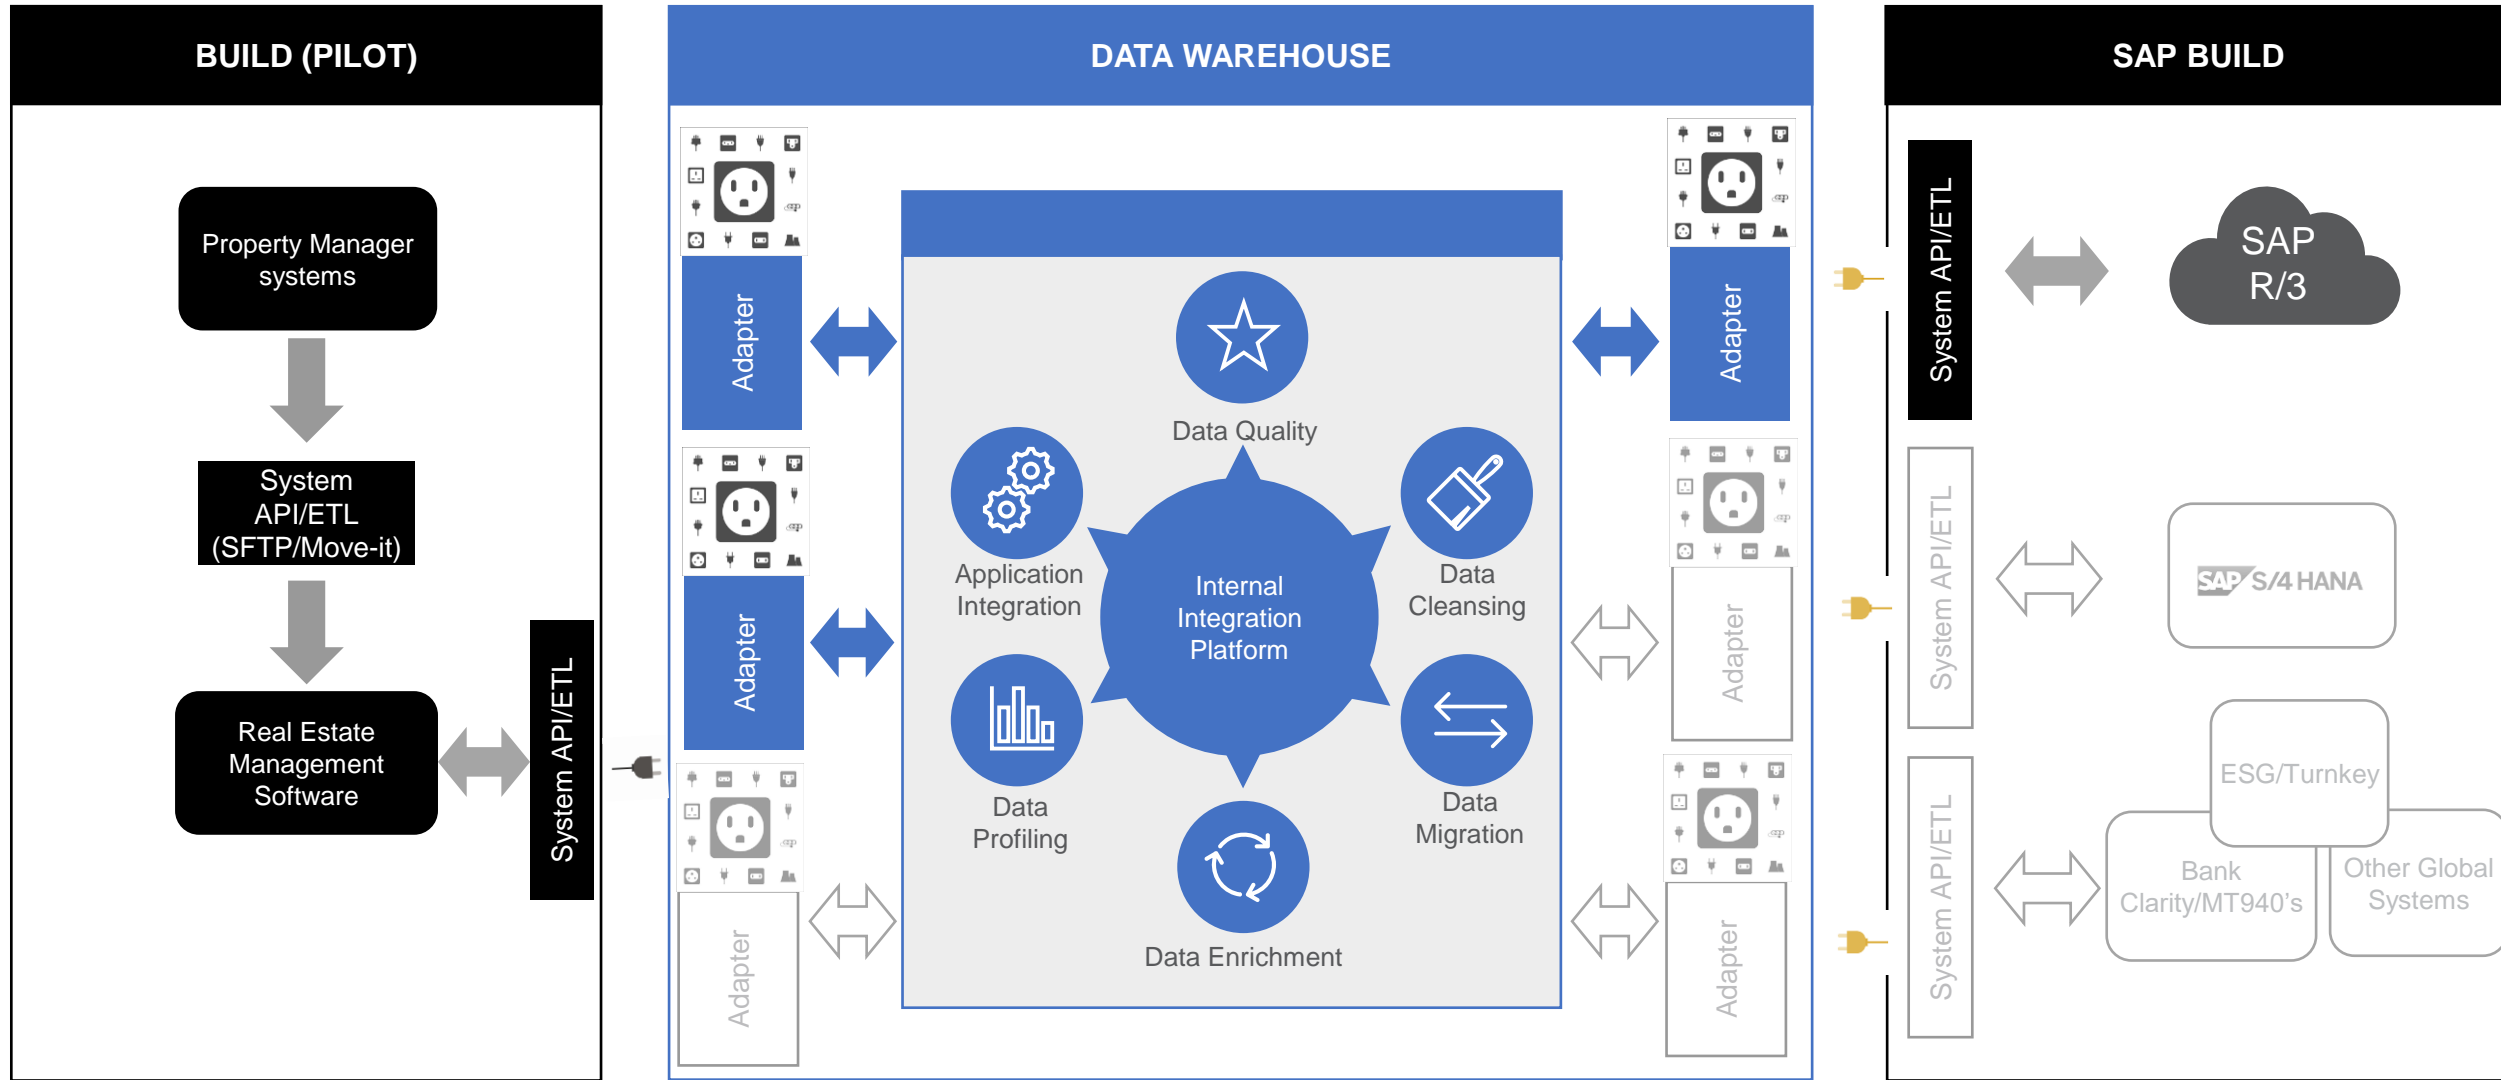 BUILD (PILOT)
Property Manager
systems
System
API/ETL
(SFTP/Move-it)
Real Estate
Management
Software
System API/ETL
DATA WAREHOUSE
Adapter
Adapter
Adapter
Data Quality
Application
Integration
Data
Cleansing
Internal
Integration
Platform
Data
Profiling
Data
Migration
Data Enrichment
Adapter
Adapter
Adapter
SAP BUILD
System API/ETL
SAP
R/3
System API/ETL
SAP S/4 HANA
System API/ETL
ESG/Turnkey
Bank
Clarity/MT940's
Other Global
Systems